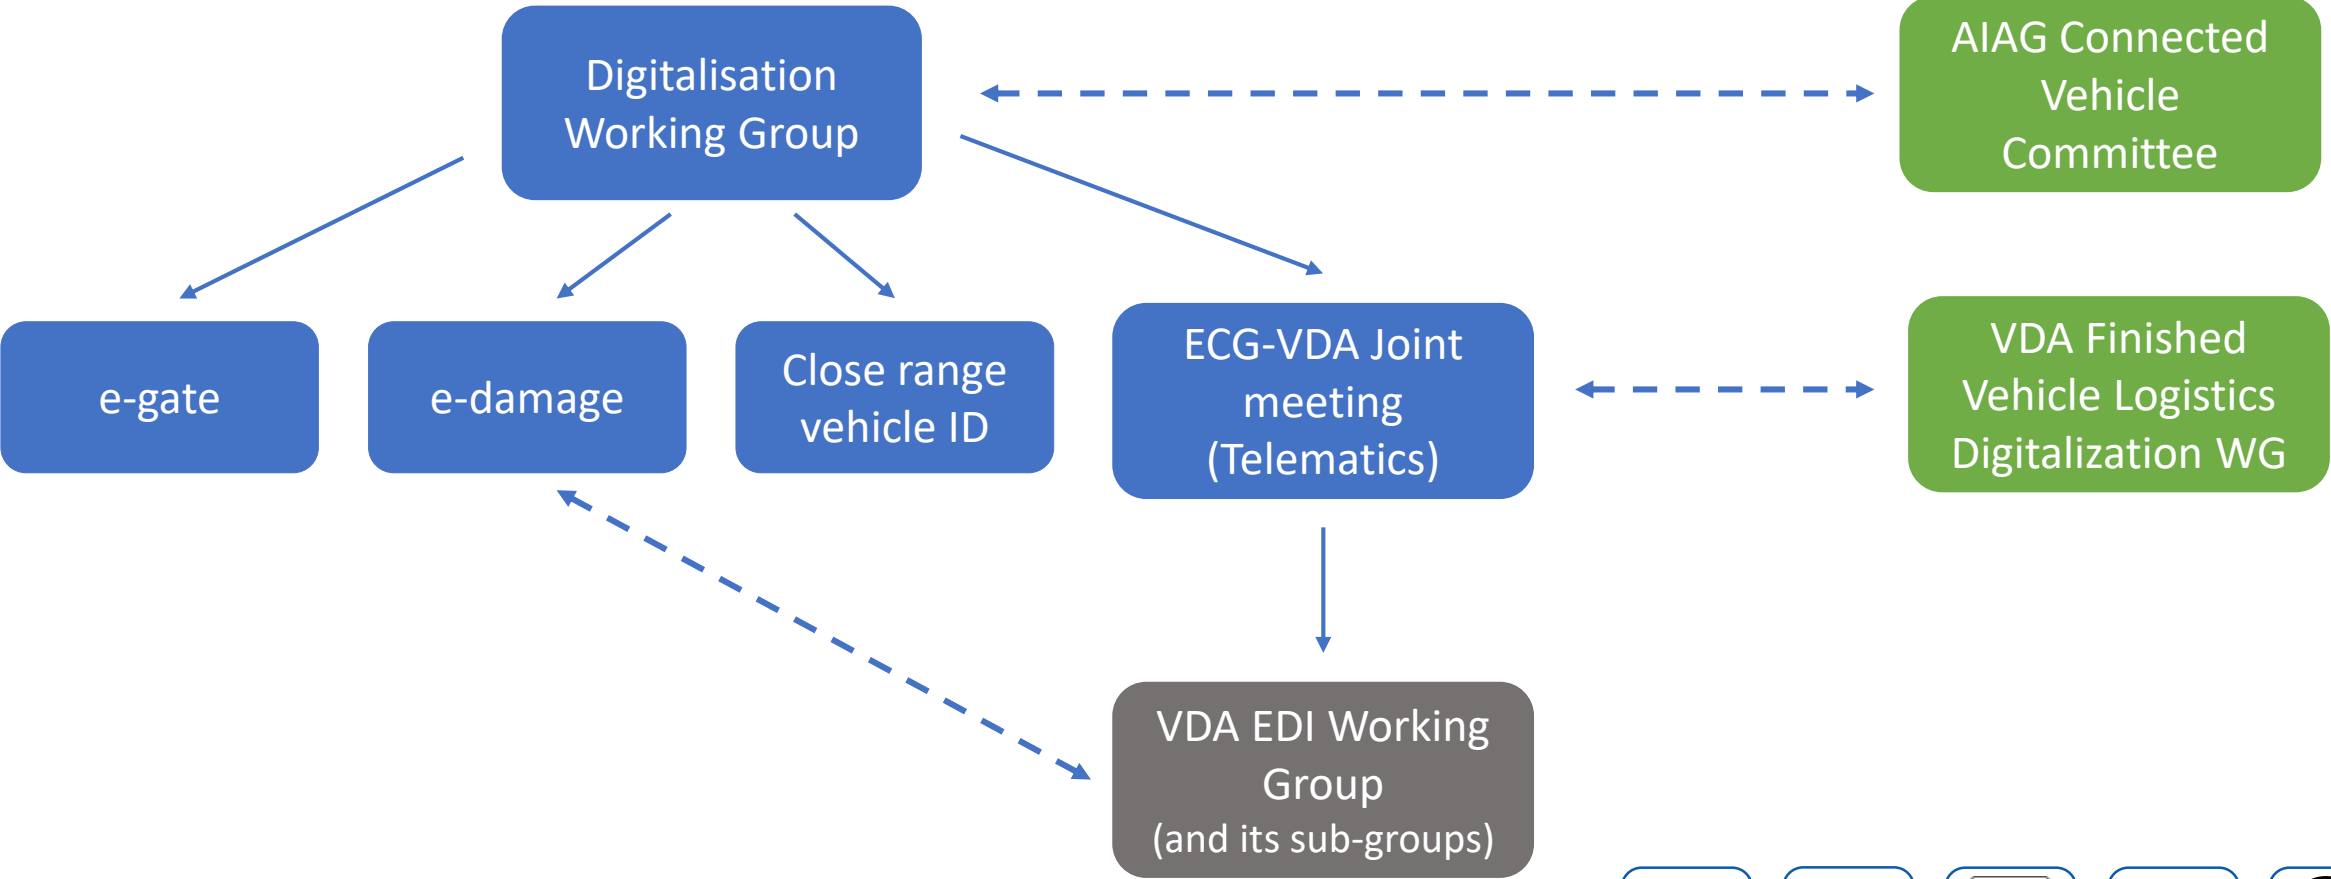 Digitalisation
Working Group
AIAG Connected
Vehicle
Committee
e-gate
e-damage
Close range
vehicle ID
ECG-VDA Joint
meeting
(Telematics)
VDA Finished
Vehicle Logistics
Digitalization WG
VDA EDI Working
Group
(and its sub-groups)